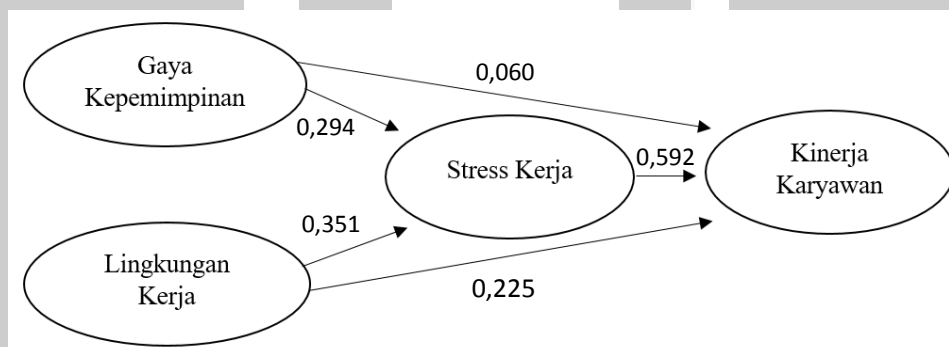 Gaya
Kepemimpinan
0,060
0,294
Stress Kerja
0,592
Kinerja
Karyawan
0,351
Lingkungan
Kerja
0,225